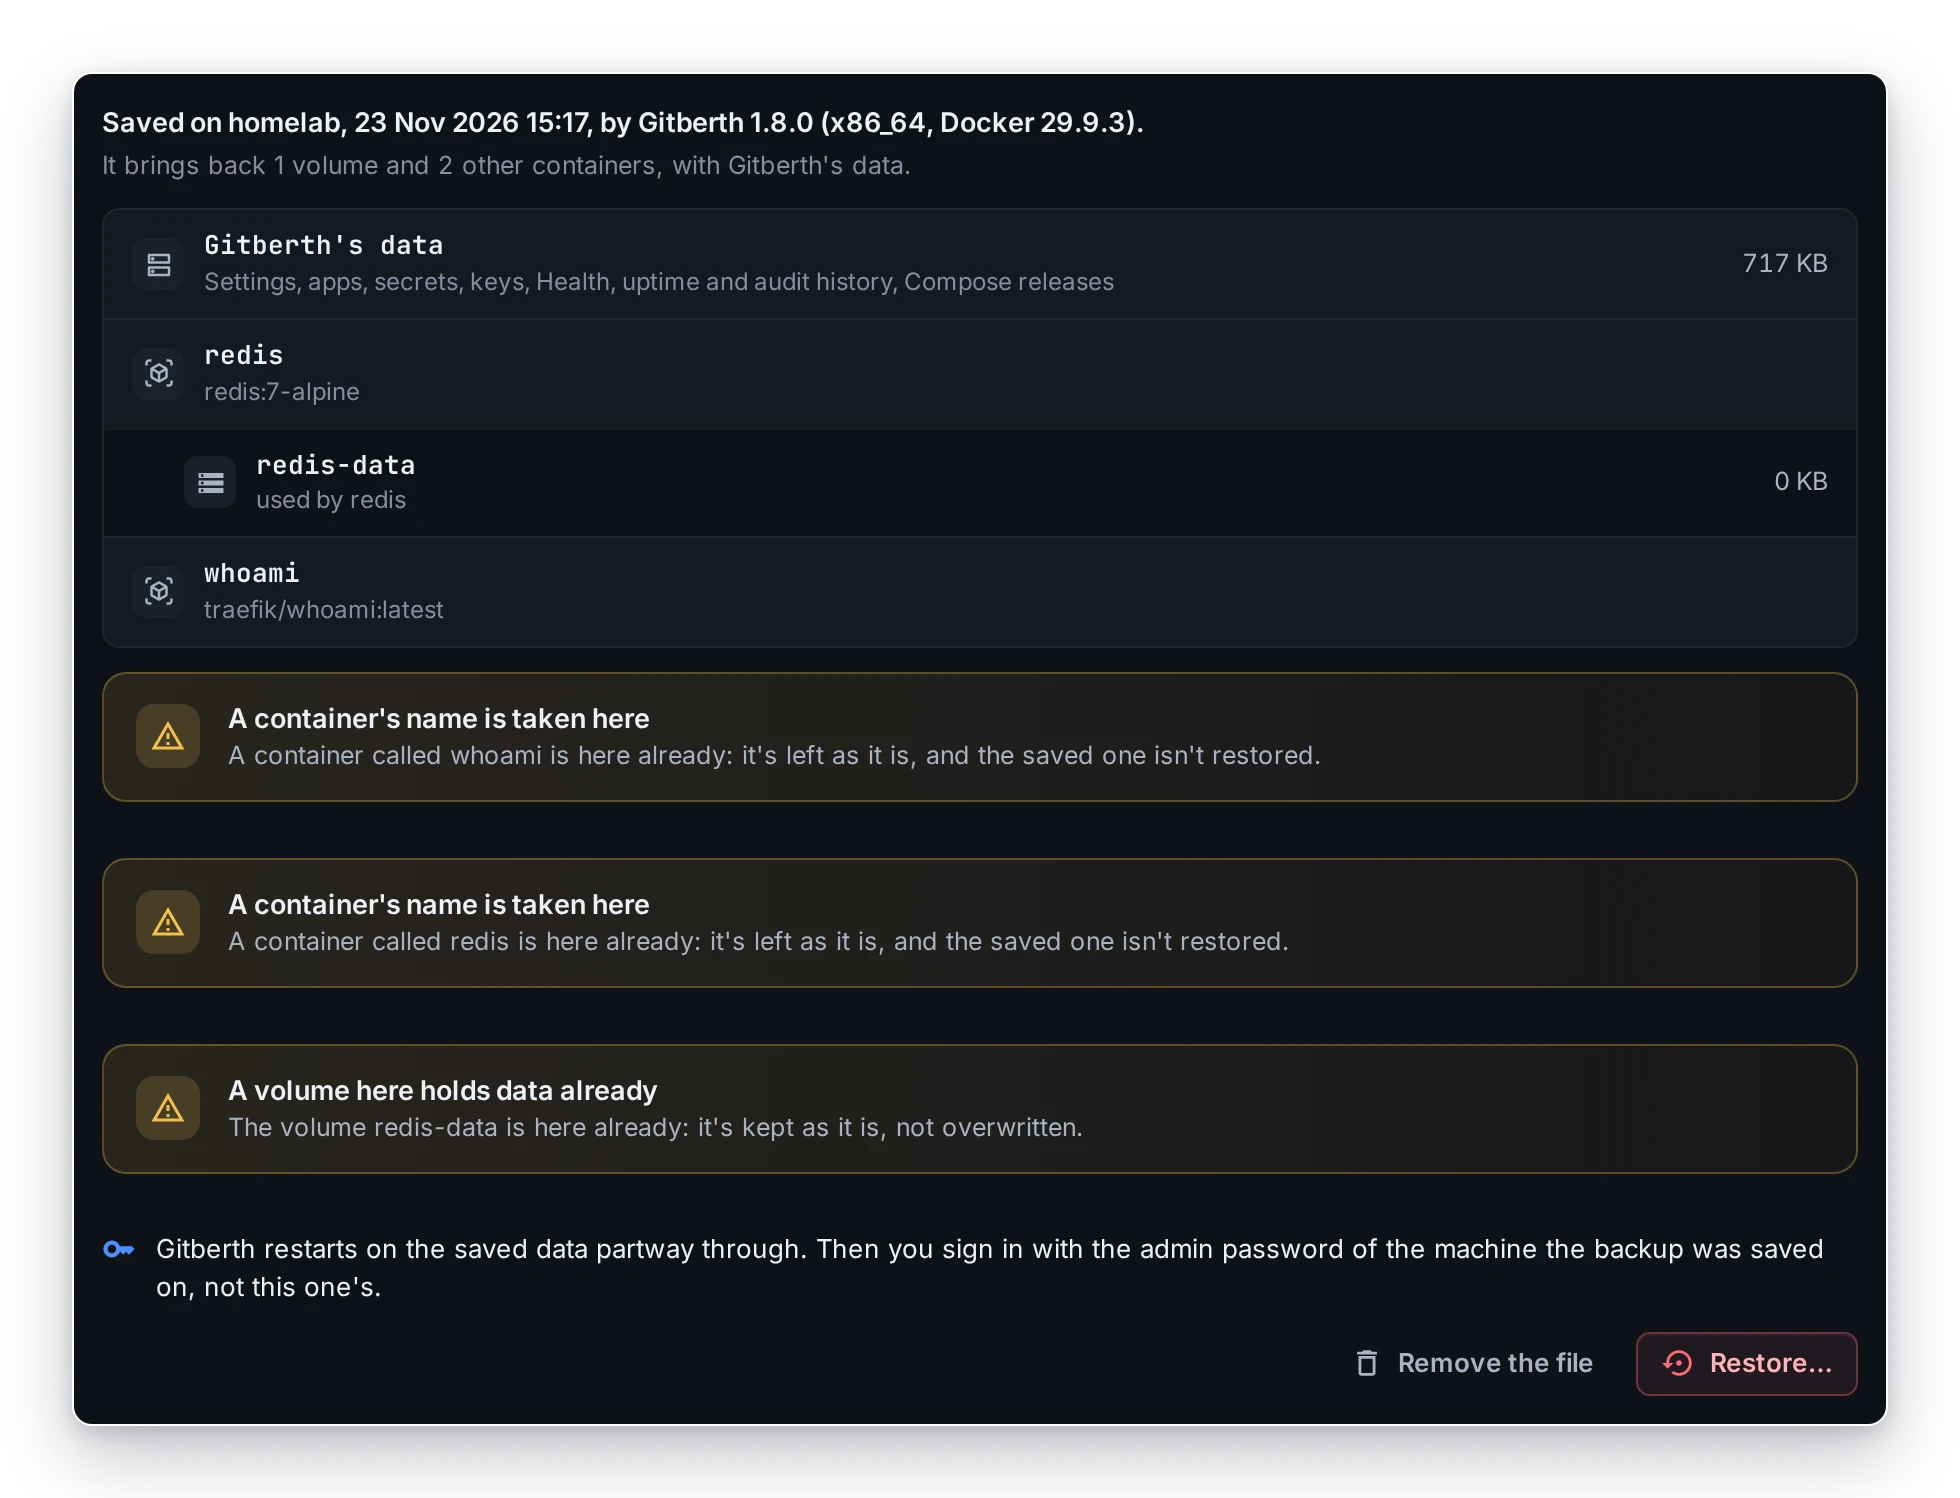 Saved on homelab, 23 Nov 2026 15:17, by Gitberth 1.8.0 (x86_64, Docker 29.9.3).
It brings back 1 volume and 2 other containers, with Gitberth's data.
Gitberth's data
Settings, apps, secrets, keys, Health, uptime and audit history, Compose releases
717 KB
redis
redis:7-alpine
redis-data
used by redis
0 KB
whoami
traefik/whoami:latest
A container's name is taken here
A container called whoami is here already: it's left as it is, and the saved one isn't restored.
A container's name is taken here
A container called redis is here already: it's left as it is, and the saved one isn't restored.
A volume here holds data already
The volume redis-data is here already: it's kept as it is, not overwritten.
Gitberth restarts on the saved data partway through. Then you sign in with the admin password of the machine the backup was saved
on, not this one's.
Remove the file
Restore...